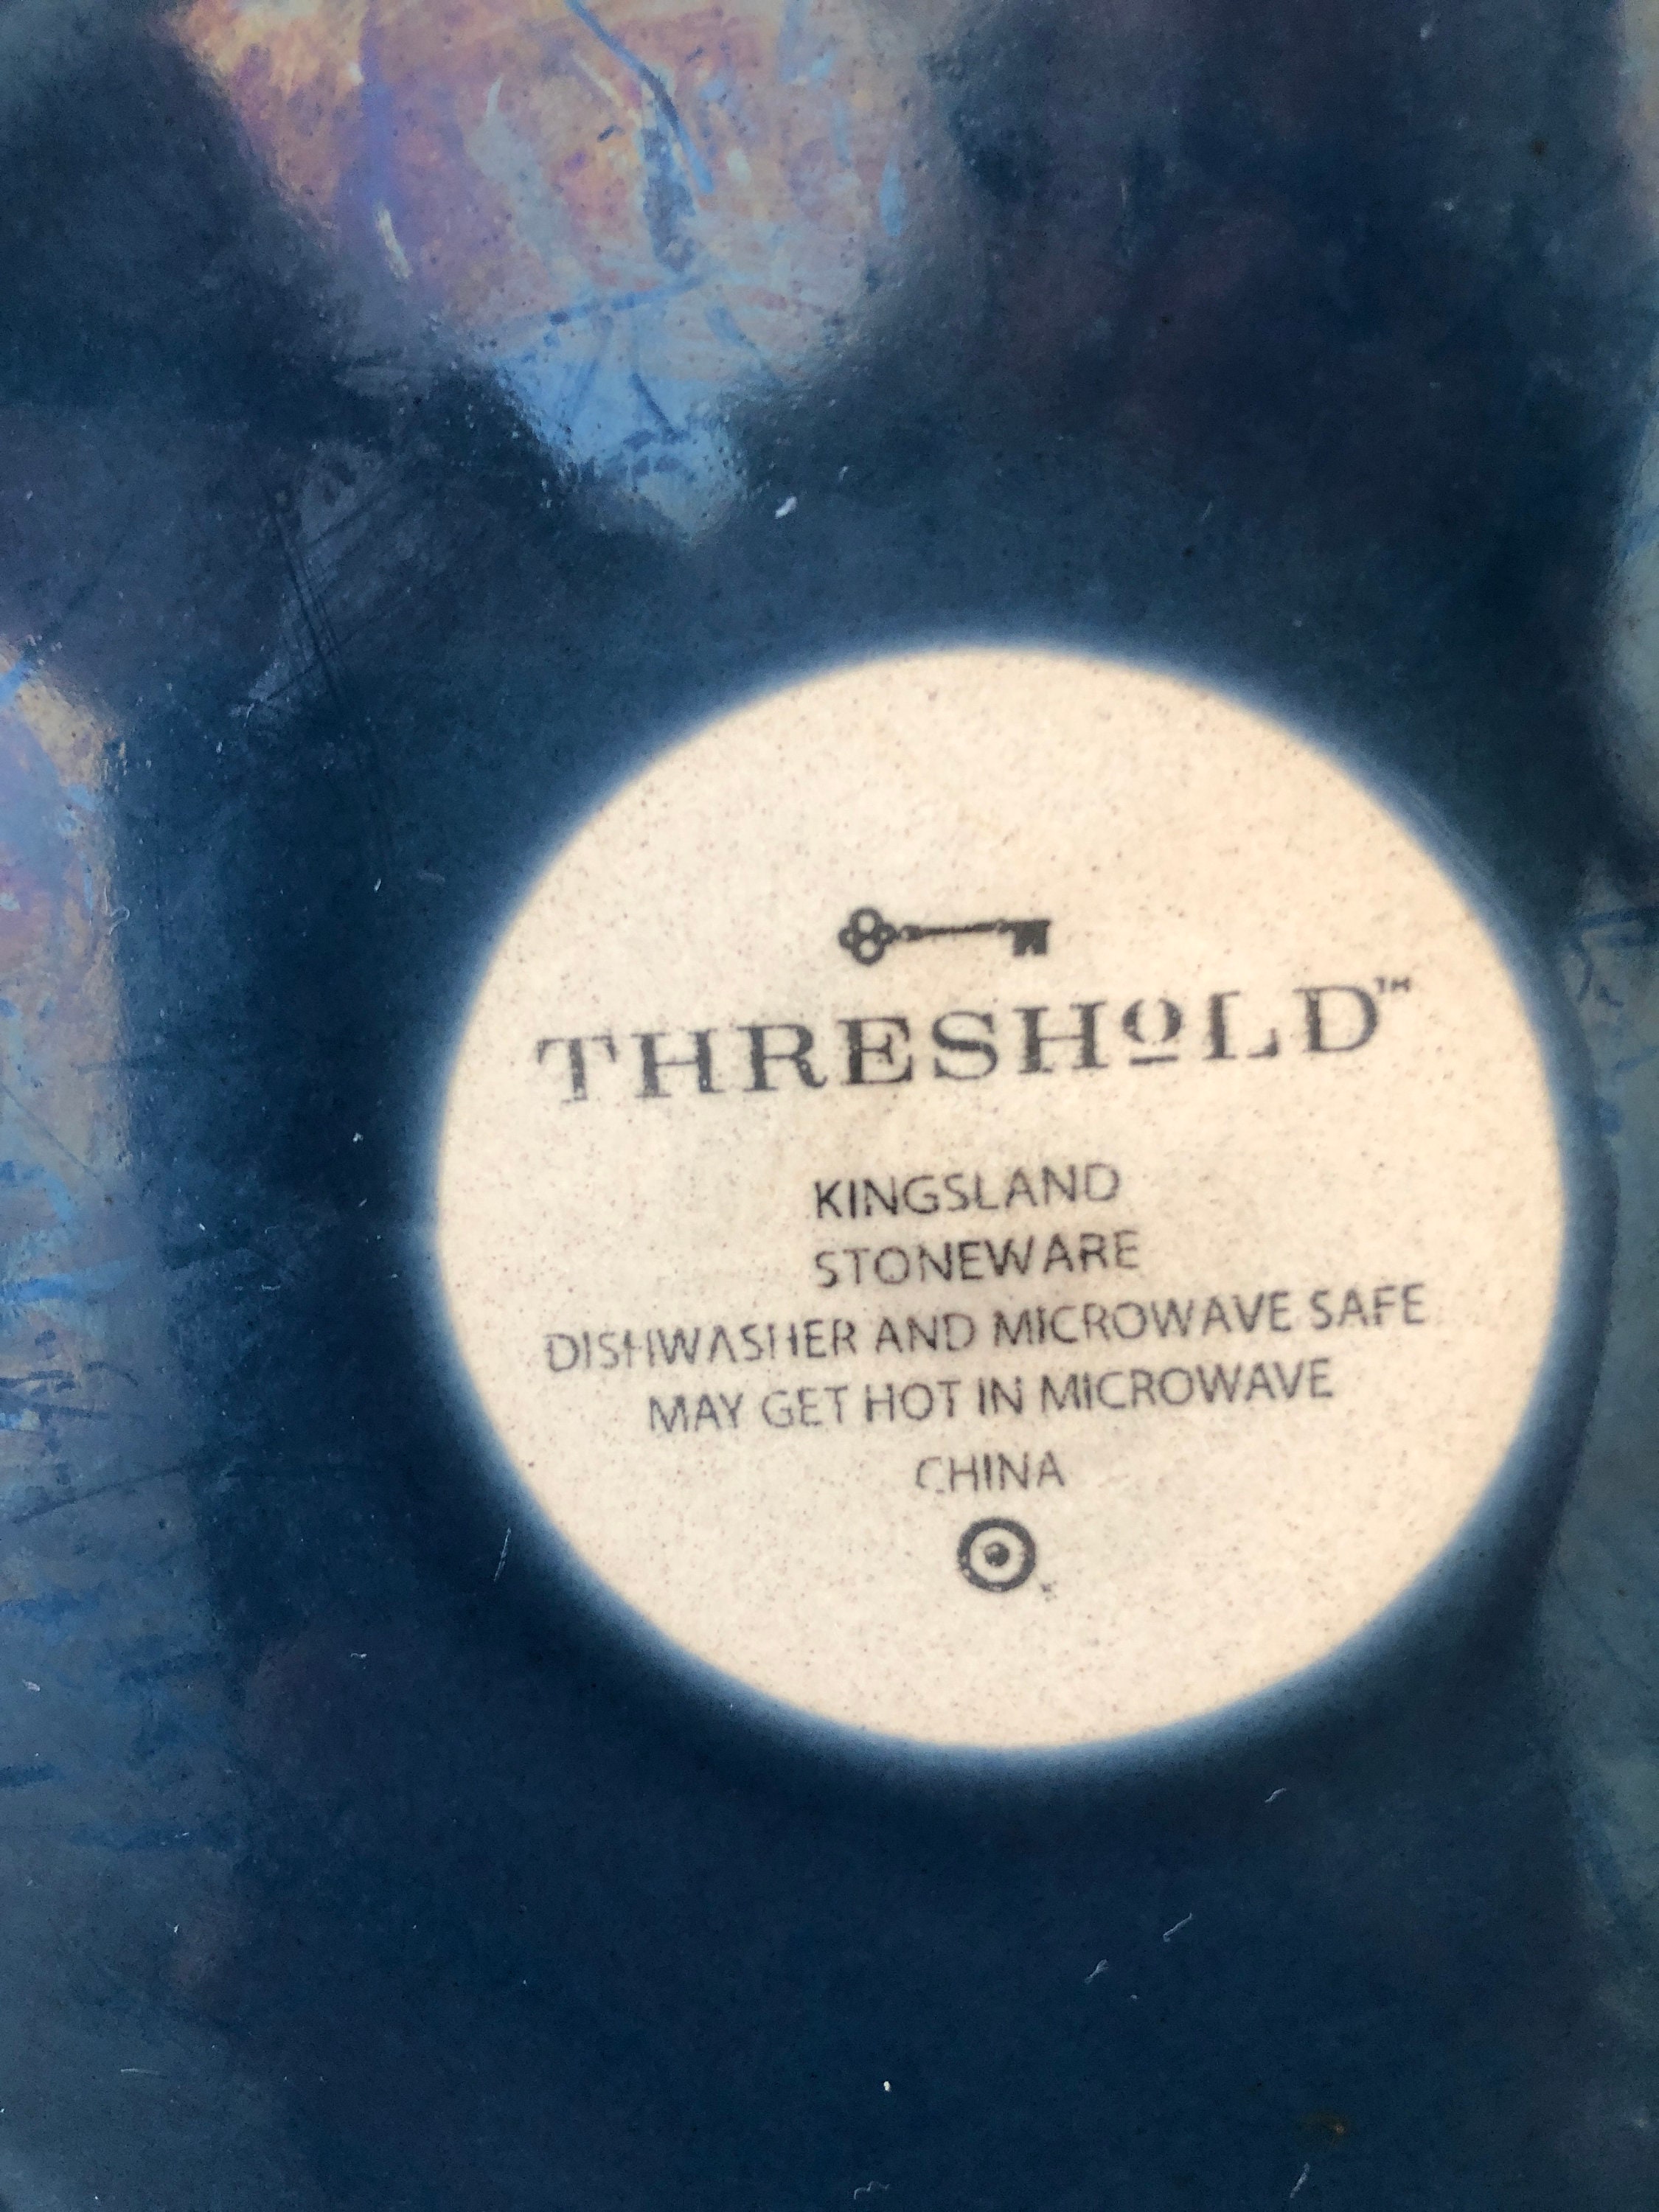 THRESHOLD™
KINGSLAND
STONEWARE
DISHWASHER AND MICROWAVE SAFE
MAY GET HOT IN MICROWAVE
CHINA